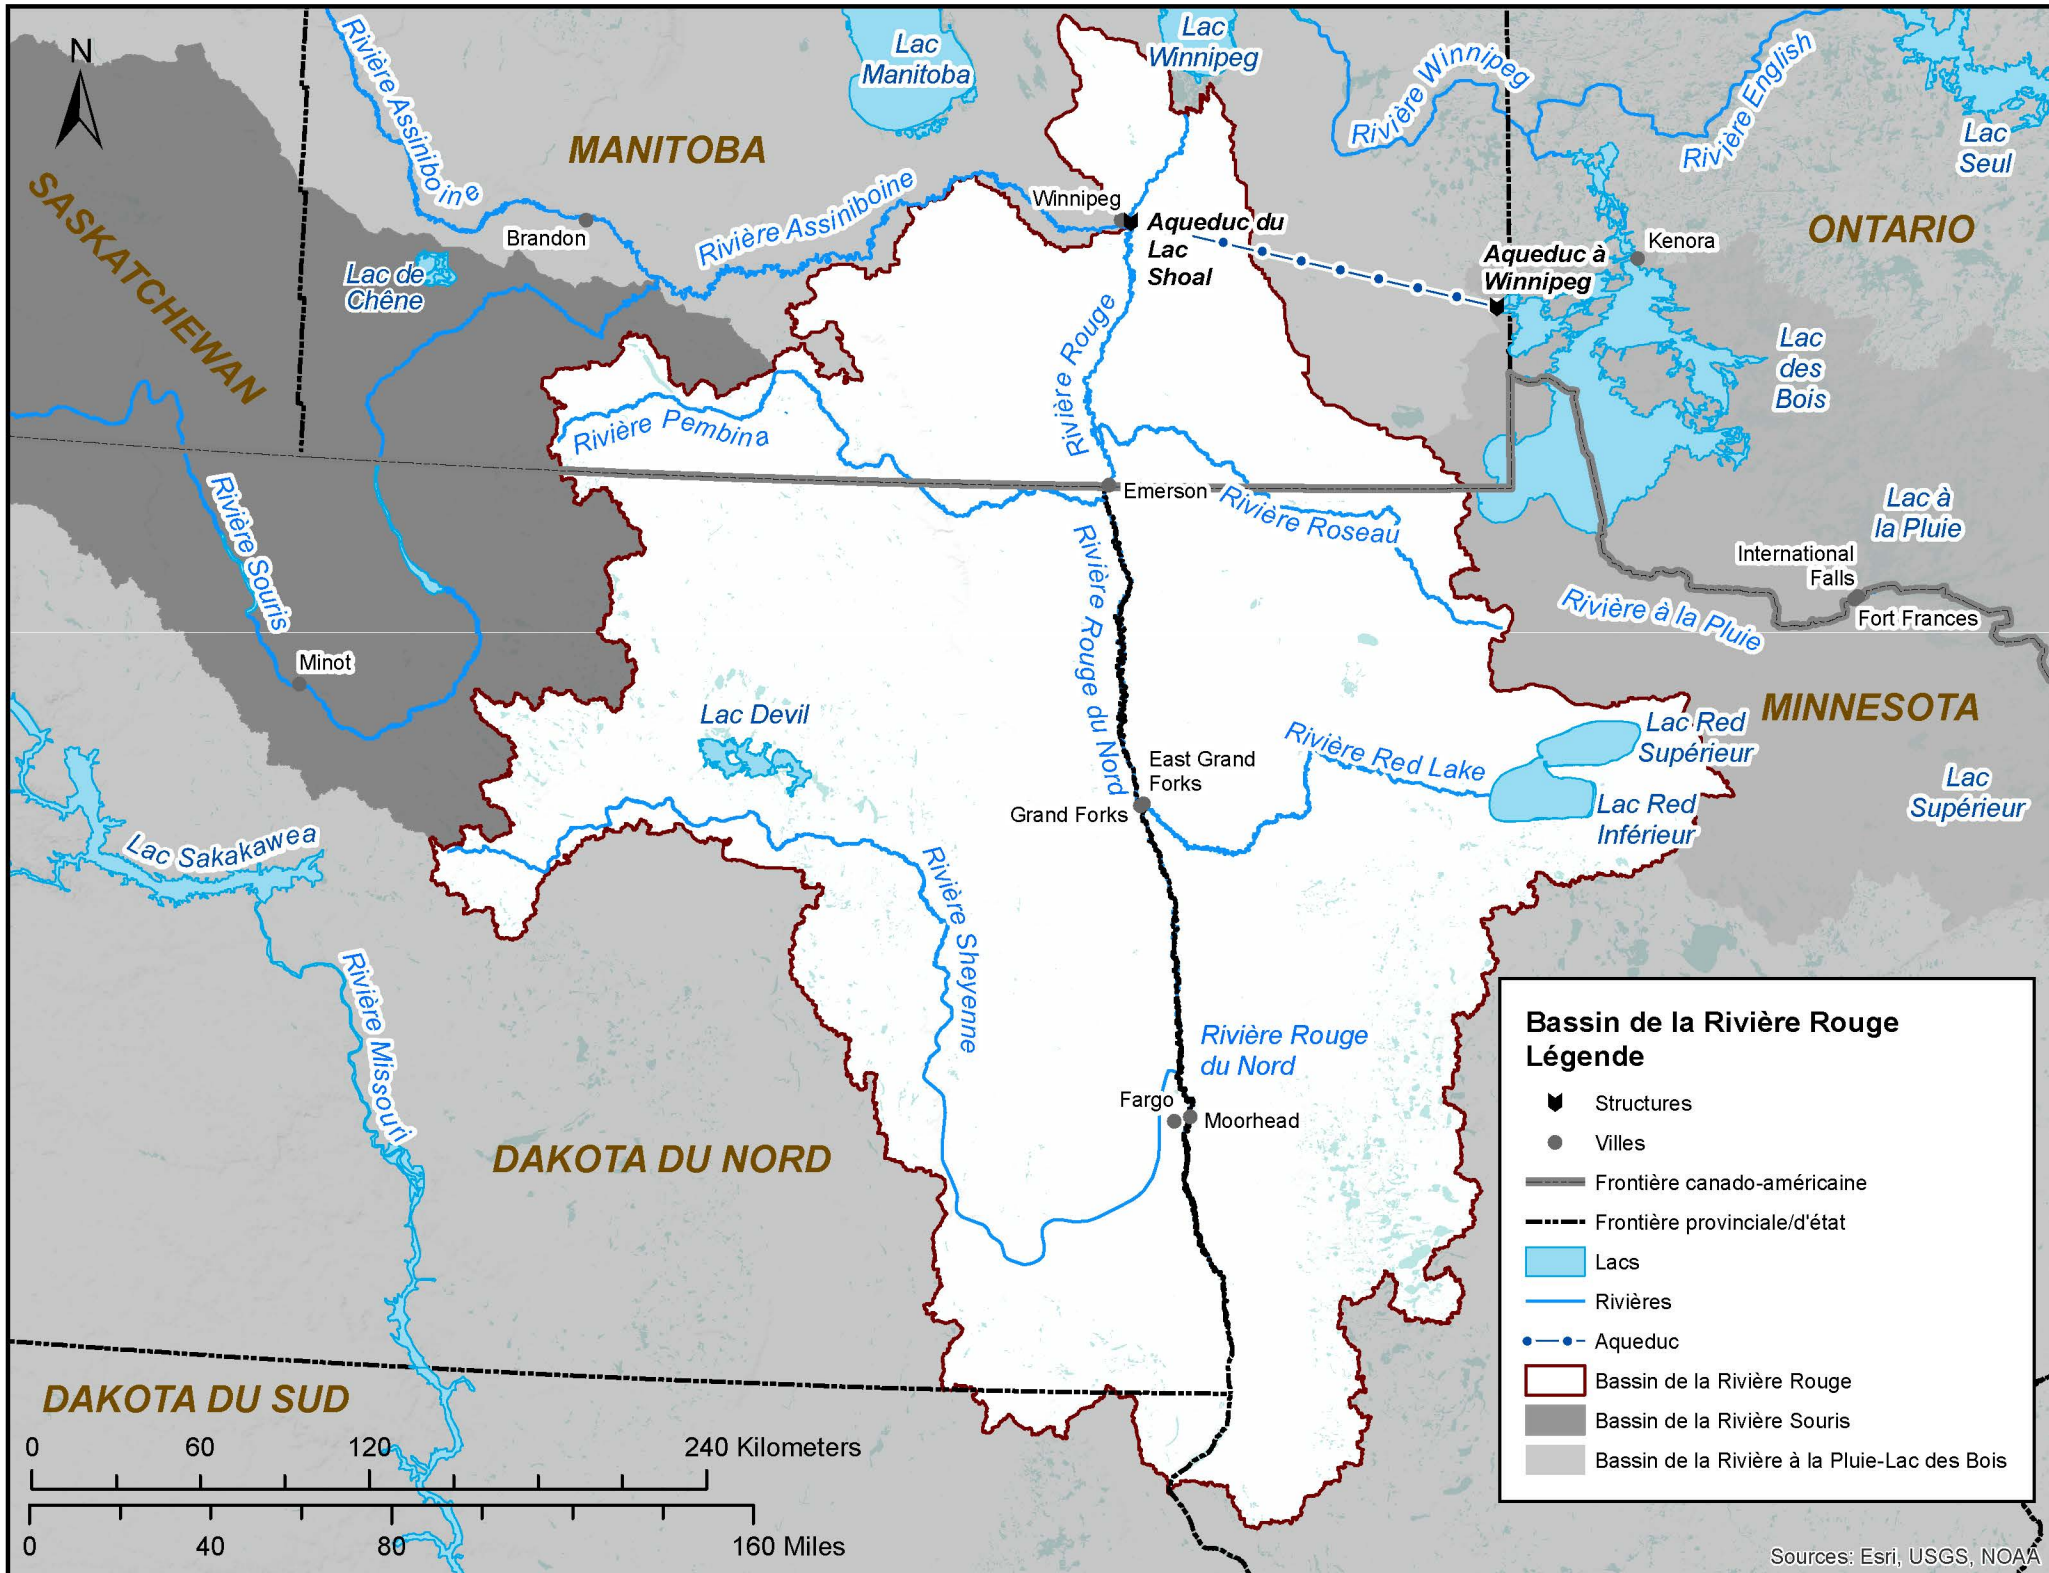 N
Rivière Assiniboine
Lac
Manitoba
Lac
Winnipeg
Rivière Winnipeg
Rivière English
Lac
Seul
MANITOBA
SASKATCHEWAN
ONTARIO
Brandon
Rivière Assiniboine
Winnipeg
Aqueduc du
Lac
Shoal
Aqueduc à
Winnipeg
Kenora
Lac de
Chêne
Rivière Rouge
Lac
des
Bois
Rivière Pembina
Emerson
Rivière Roseau
Lac à
la Pluie
International
Falls
Fort Frances
Rivière à la Pluie
Rivière Souris
Minot
Rivière Rouge du Nord
MINNESOTA
Lac Devil
East Grand
Forks
Grand Forks
Rivière Red Lake
Lac Red
Supérieur
Lac Red
Inférieur
Lac
Supérieur
Lac Sakakawea
Rivière Sheyenne
Rivière Missouri
Rivière Rouge
du Nord
Fargo
Moorhead
DAKOTA DU NORD
DAKOTA DU SUD
Bassin de la Rivière Rouge
Légende
Structures
Villes
Frontière canado-américaine
Frontière provinciale/d'état
Lacs
Rivières
Aqueduc
Bassin de la Rivière Rouge
Bassin de la Rivière Souris
Bassin de la Rivière à la Pluie-Lac des Bois
0 60 120 240 Kilometers
0 40 80 160 Miles
Sources: Esri, USGS, NOAA